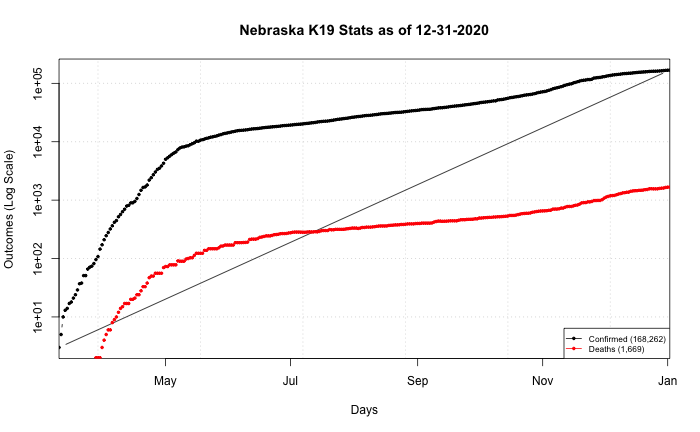 Nebraska K19 Stats as of 12-31-2020
Outcomes (Log Scale)
1e+05
1e+04
1e+03
1e+02
1e+01
Confirmed (168,262)
Deaths (1,669)
May
Jul
Sep
Nov
Jan
Days